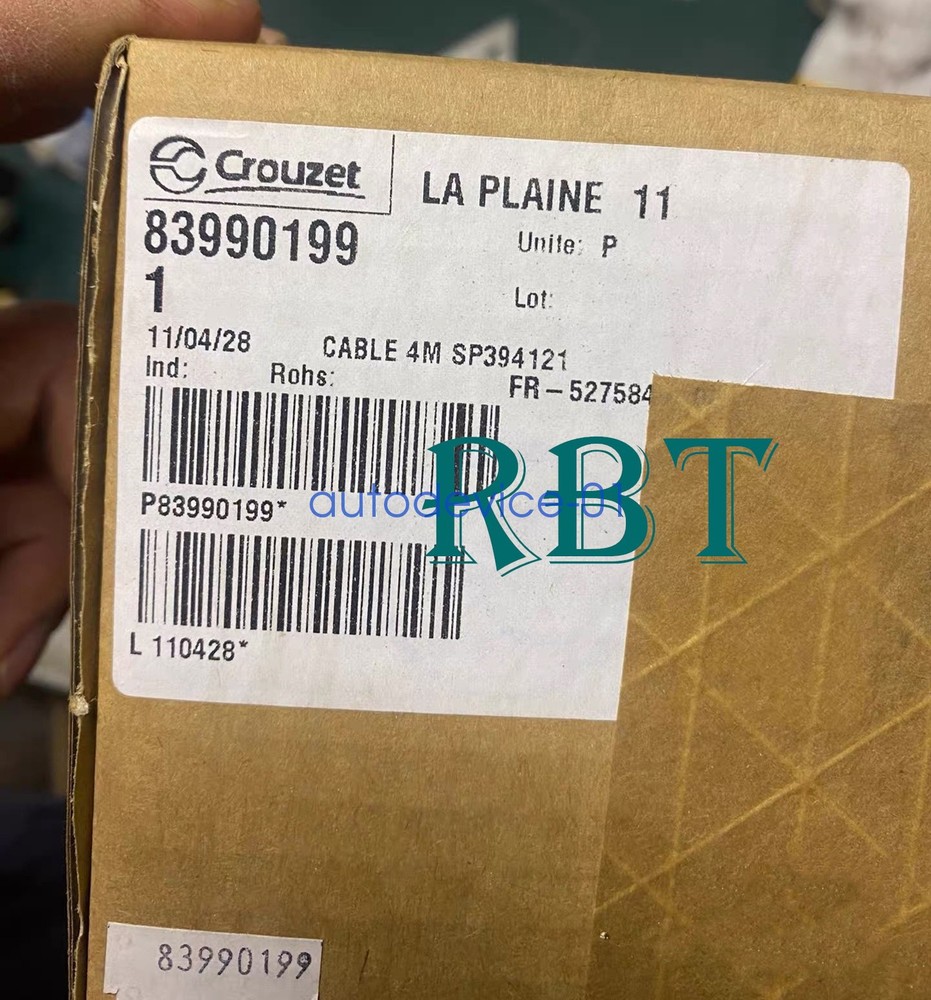 Crouzet
LA PLAINE 11
83990199
Unite: P
1
Lot:
11/04/28
CABLE 4M SP394121
Ind:
Rohs:
FR-527584
P83990199*
autodevice-01
RBT
L 110428*
83990199